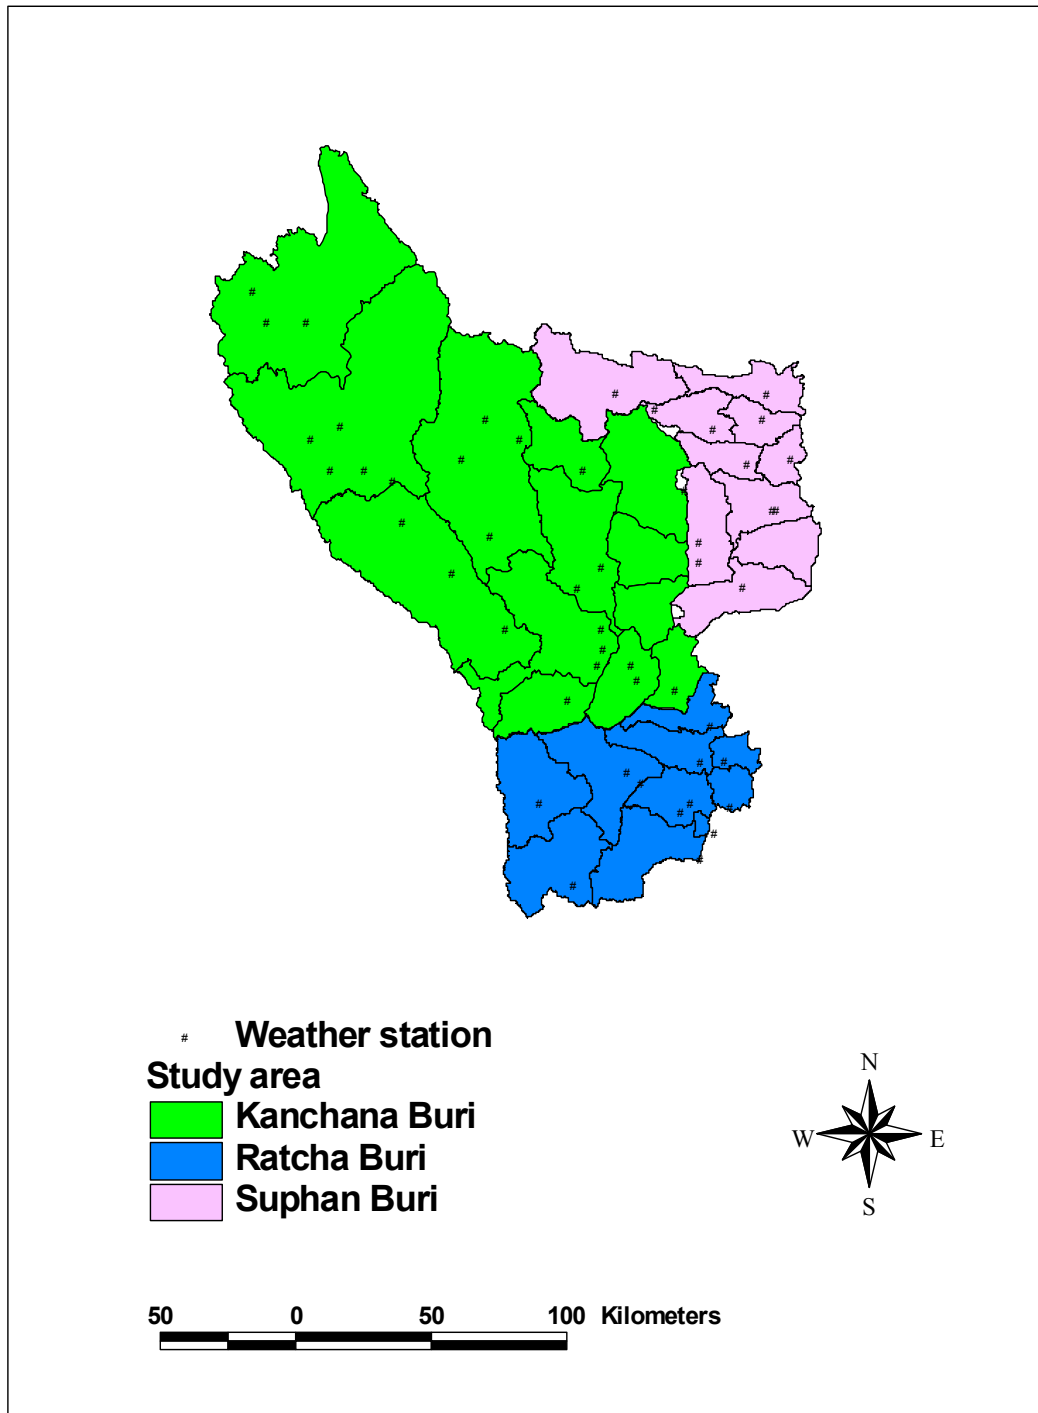 # Weather station
Study area
Kanchana Buri
Ratcha Buri
Suphan Buri
N
W E
S
50 0 50 100 Kilometers